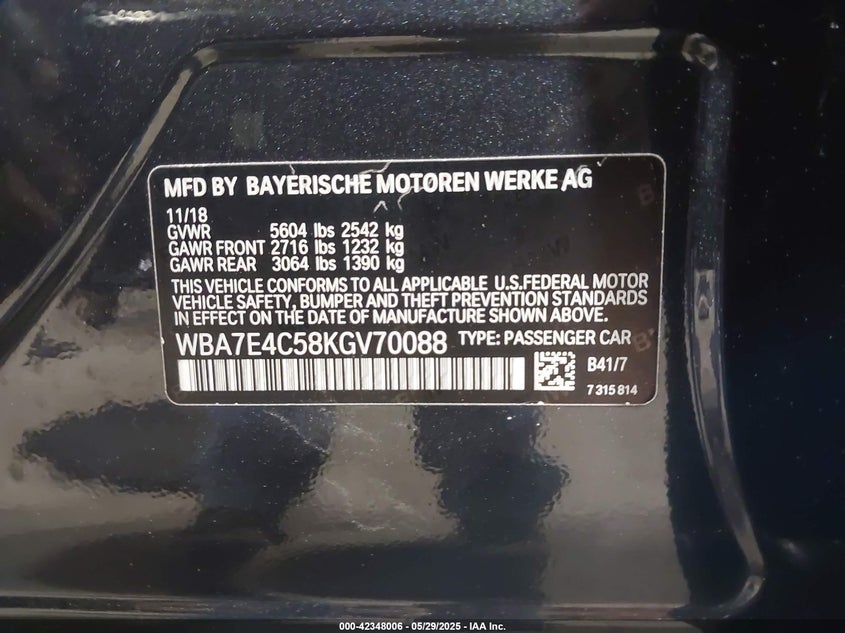 MFD BY BAYERISCHE MOTOREN WERKE AG
11/18
GVWR 5604 lbs 2542 kg
GAWR FRONT 2716 lbs 1232 kg
GAWR REAR 3064 lbs 1390 kg
THIS VEHICLE CONFORMS TO ALL APPLICABLE U.S.FEDERAL MOTOR
VEHICLE SAFETY, BUMPER AND THEFT PREVENTION STANDARDS
IN EFFECT ON THE DATE OF MANUFACTURE SHOWN ABOVE.
WBA7E4C58KGV70088 TYPE: PASSENGER CAR
B41/7
7 315 814
000-42348006 - 05/29/2025 - IAA Inc.